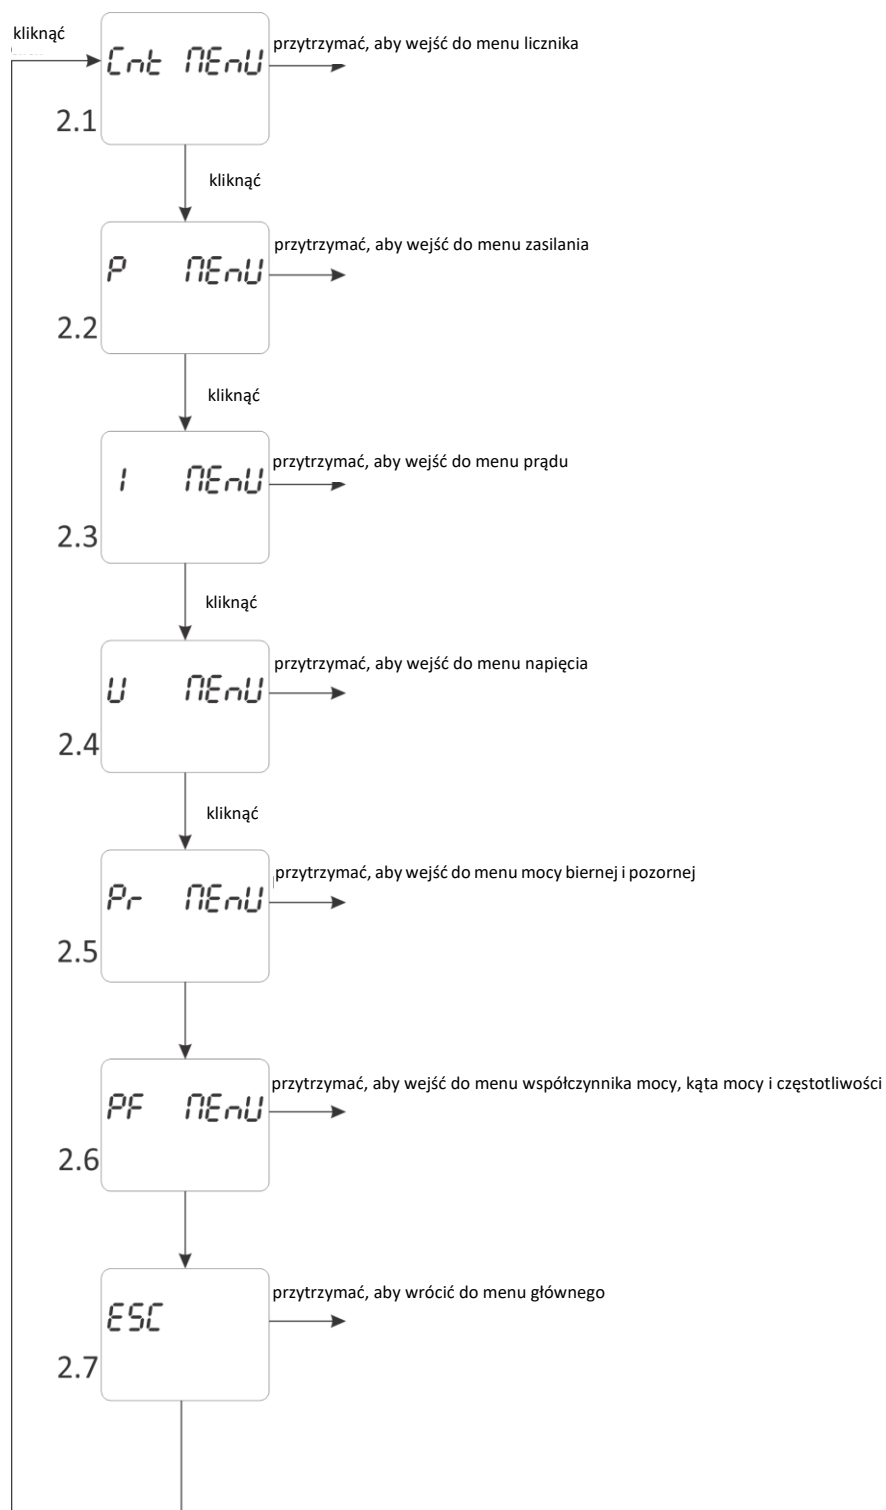 kliknąć
przytrzymać, aby wejść do menu licznika
Cnt MEnU
2.1
kliknąć
przytrzymać, aby wejść do menu zasilania
P MEnU
2.2
kliknąć
przytrzymać, aby wejść do menu prądu
I MEnU
2.3
kliknąć
przytrzymać, aby wejść do menu napięcia
U MEnU
2.4
kliknąć
przytrzymać, aby wejść do menu mocy biernej i pozornej
Pr MEnU
2.5
przytrzymać, aby wejść do menu współczynnika mocy, kąta mocy i częstotliwości
PF MEnU
2.6
przytrzymać, aby wrócić do menu głównego
ESC
2.7